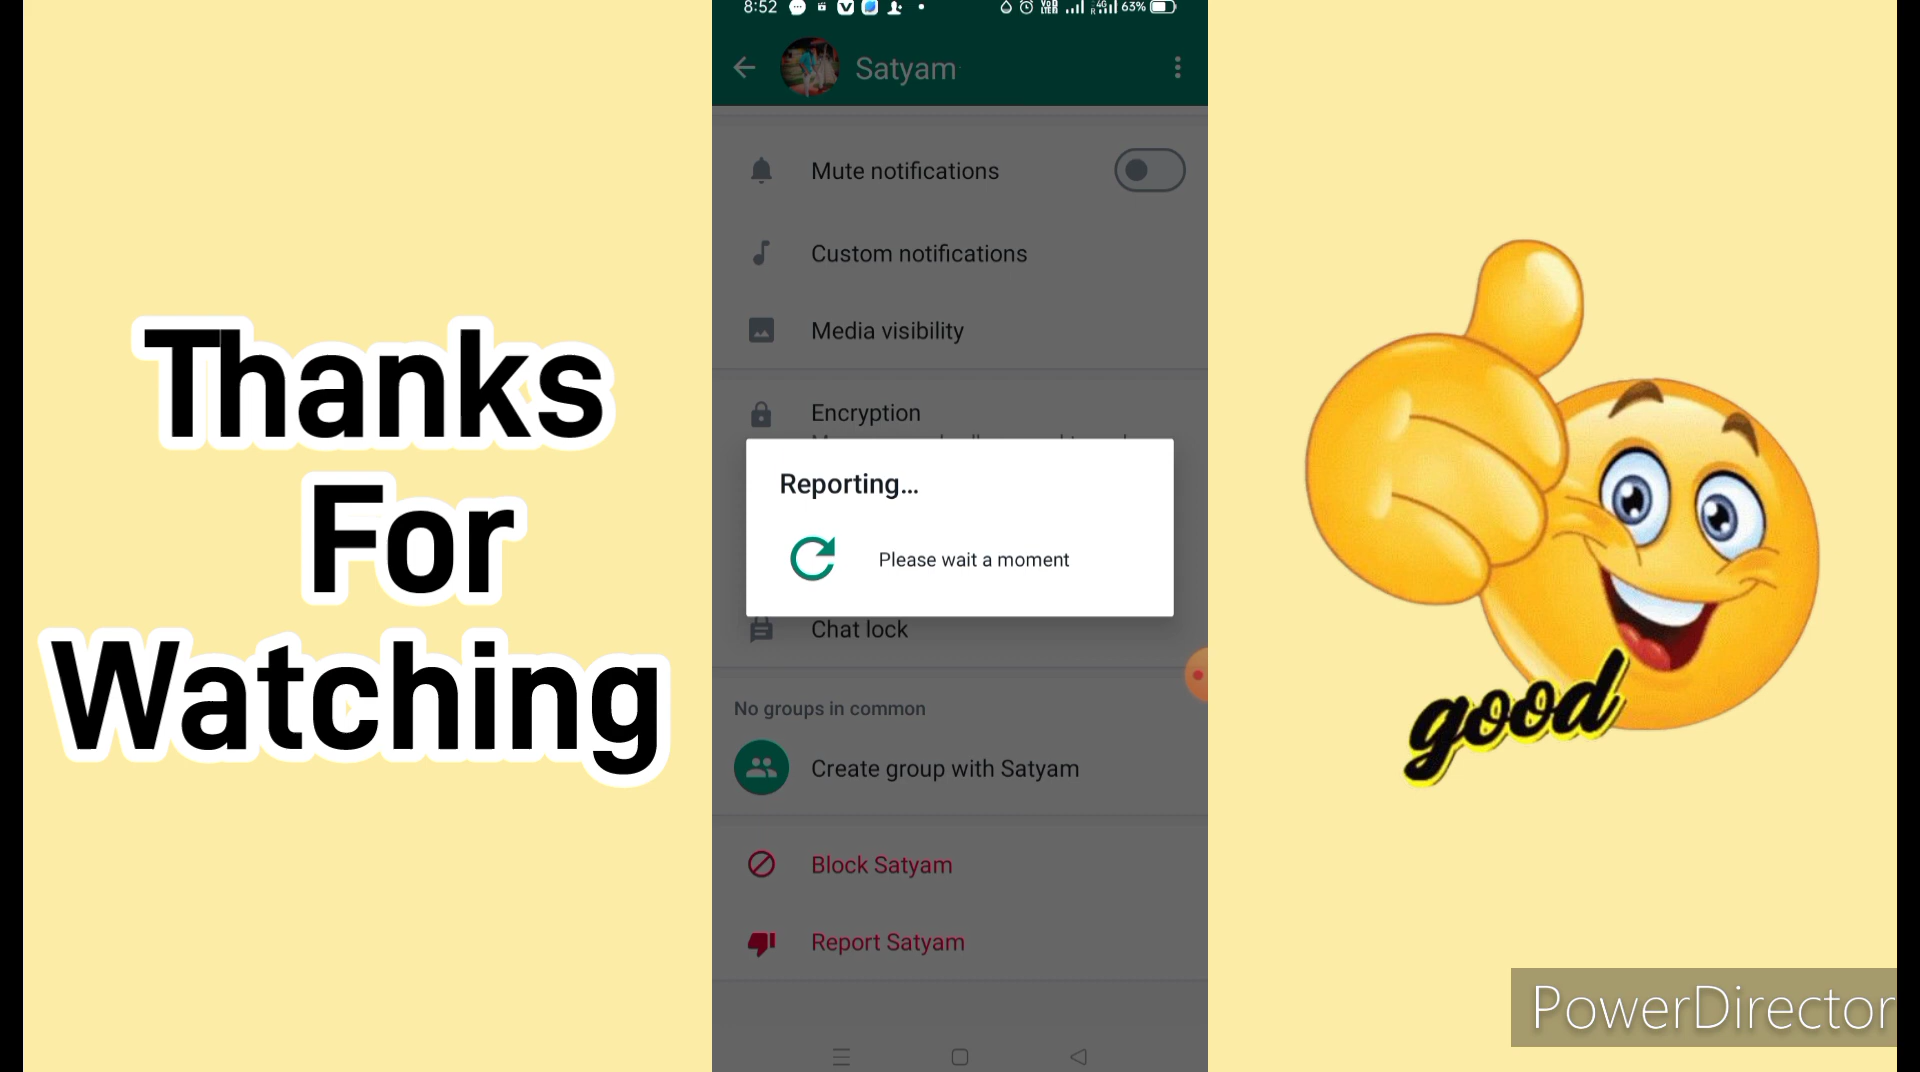 Thanks
For
Watching
8:52
63%
Satyam
Mute notifications
Custom notifications
Media visibility
Encryption
Reporting...
Please wait a moment
Chat lock
No groups in common
Create group with Satyam
Block Satyam
Report Satyam
good
PowerDirector